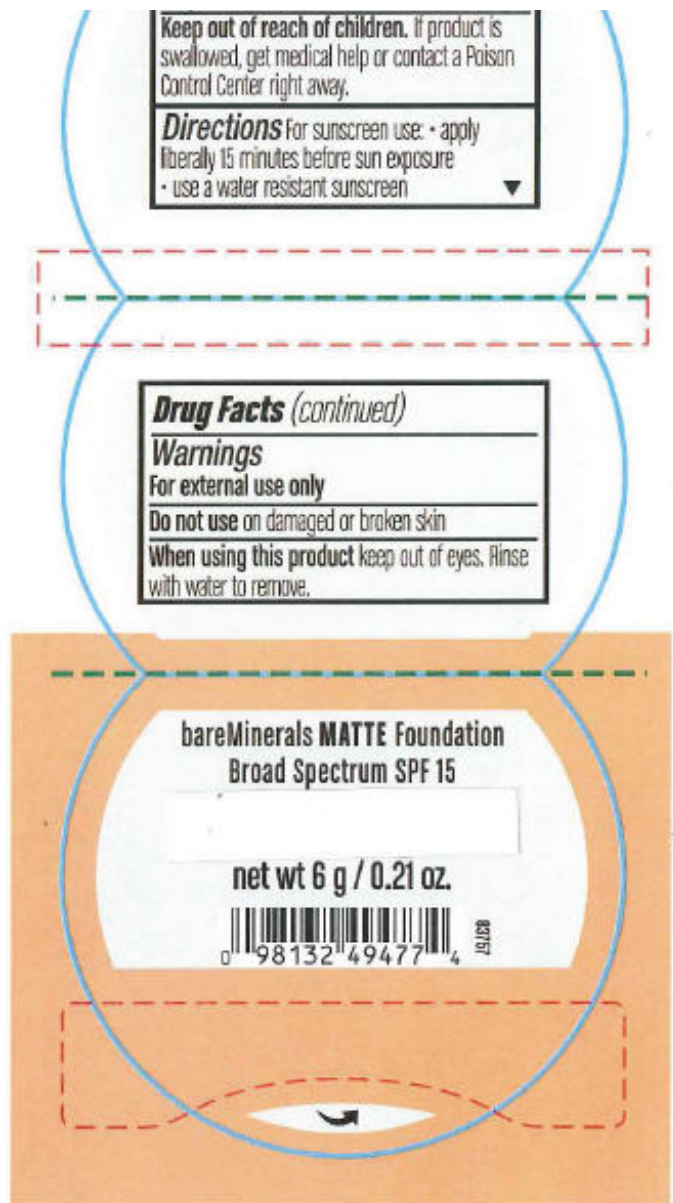 Keep out of reach of children. If product is
swallowed, get medical help or contact a Poison
Control Center right away.
Directions For sunscreen use: • apply
liberally 15 minutes before sun exposure
• use a water resistant sunscreen ▼
Drug Facts (continued)
Warnings
For external use only
Do not use on damaged or broken skin
When using this product keep out of eyes. Rinse
with water to remove.
bareMinerals MATTE Foundation
Broad Spectrum SPF 15
net wt 6 g / 0.21 oz.
83757
0 98132 49477 4